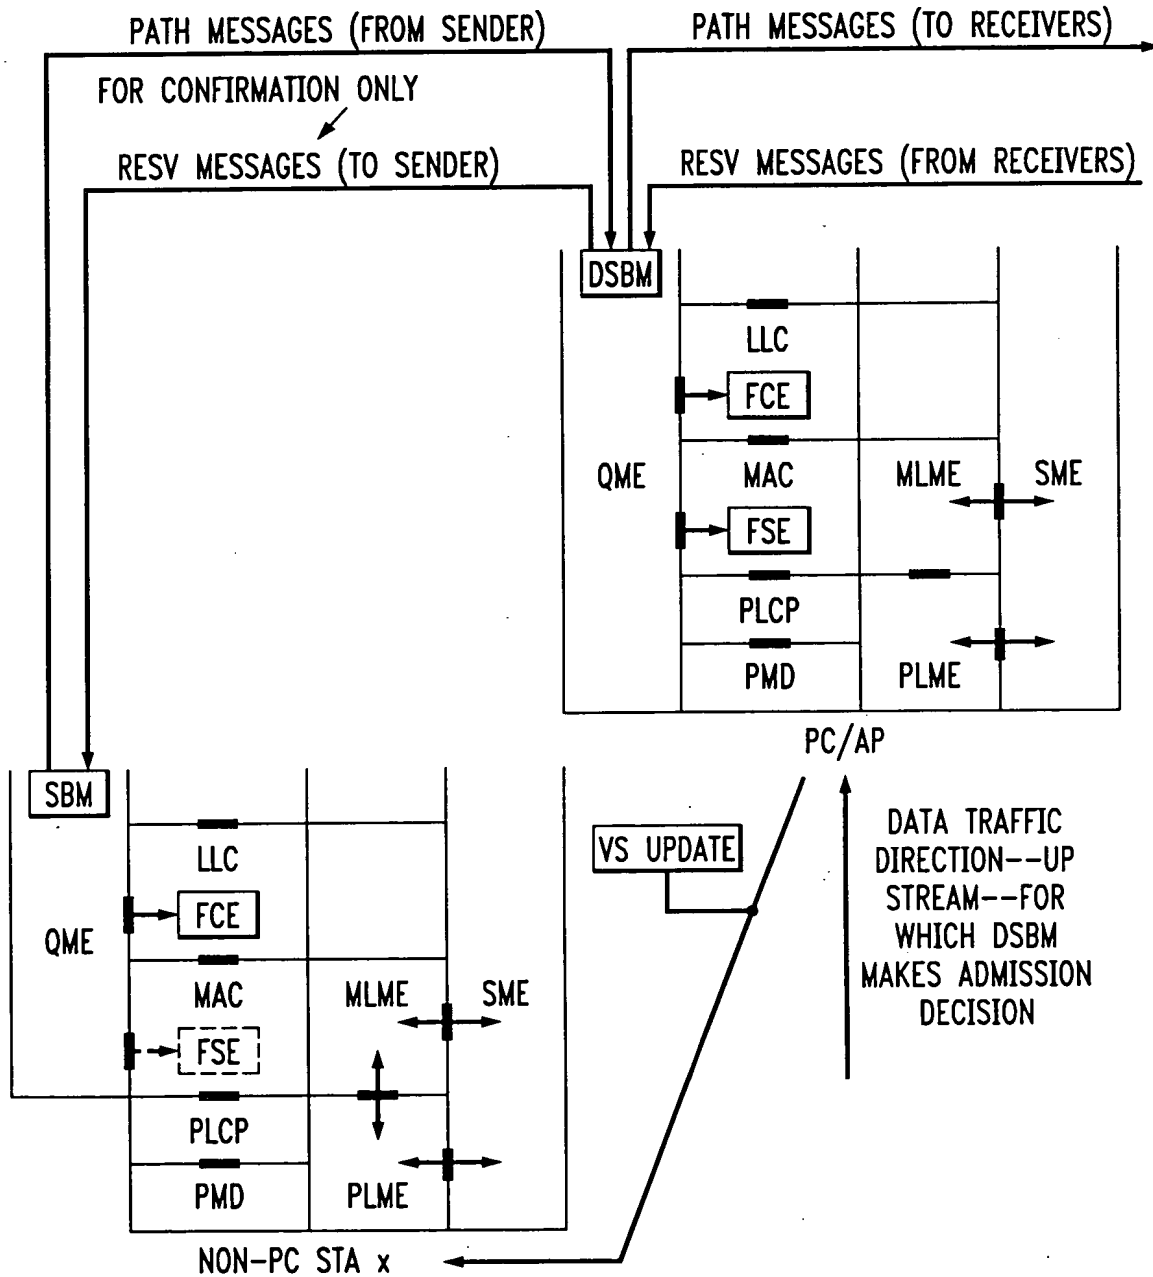 PATH MESSAGES (FROM SENDER)
PATH MESSAGES (TO RECEIVERS)
FOR CONFIRMATION ONLY
RESV MESSAGES (TO SENDER)
RESV MESSAGES (FROM RECEIVERS)
DSBM
LLC
FCE
QME
MAC
MLME
SME
FSE
PLCP
PMD
PLME
PC/AP
SBM
LLC
FCE
QME
MAC
MLME
SME
FSE
PLCP
PMD
PLME
NON-PC STA x
VS UPDATE
DATA TRAFFIC
DIRECTION--UP
STREAM--FOR
WHICH DSBM
MAKES ADMISSION
DECISION